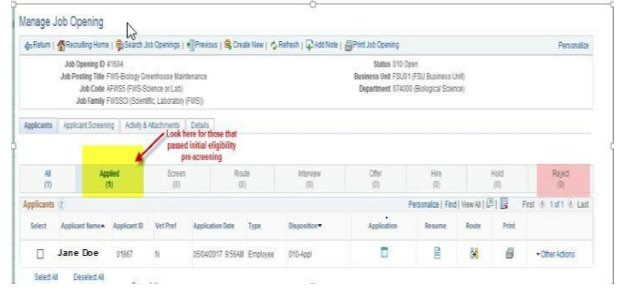 Manage Job Opening
Return | Recruiting Home | Search Job Openings | Previous | Create New | Refresh | Add Note | Print Job Opening Personalize
Job Opening ID 41604 Status 010 Open
Job Posting Title FWS-Biology Greenhouse Maintenance Business Unit FSU01 (FSU Business Unit)
Job Code AFWS5 (FWS-Science or Lab) Department 074000 (Biological Science)
Job Family FWSSCI (Scientific, Laboratory (FWS))
Applicants Applicant Screening Activity & Attachments Details
Look here for those that
passed initial eligibility
pre-screening
All Applied Screen Route Interview Offer Hire Hold Reject
(1) (1) (0) (0) (0) (0) (0) (0) (0)
Applicants Personalize | Find | View All | First 1 of 1 Last
Select Applicant Name Applicant ID Vet Pref Application Date Type Disposition Application Resume Route Print
Jane Doe 01867 N 05/04/2017 9:56AM Employee 010-Appl Other Actions
Select All Deselect All